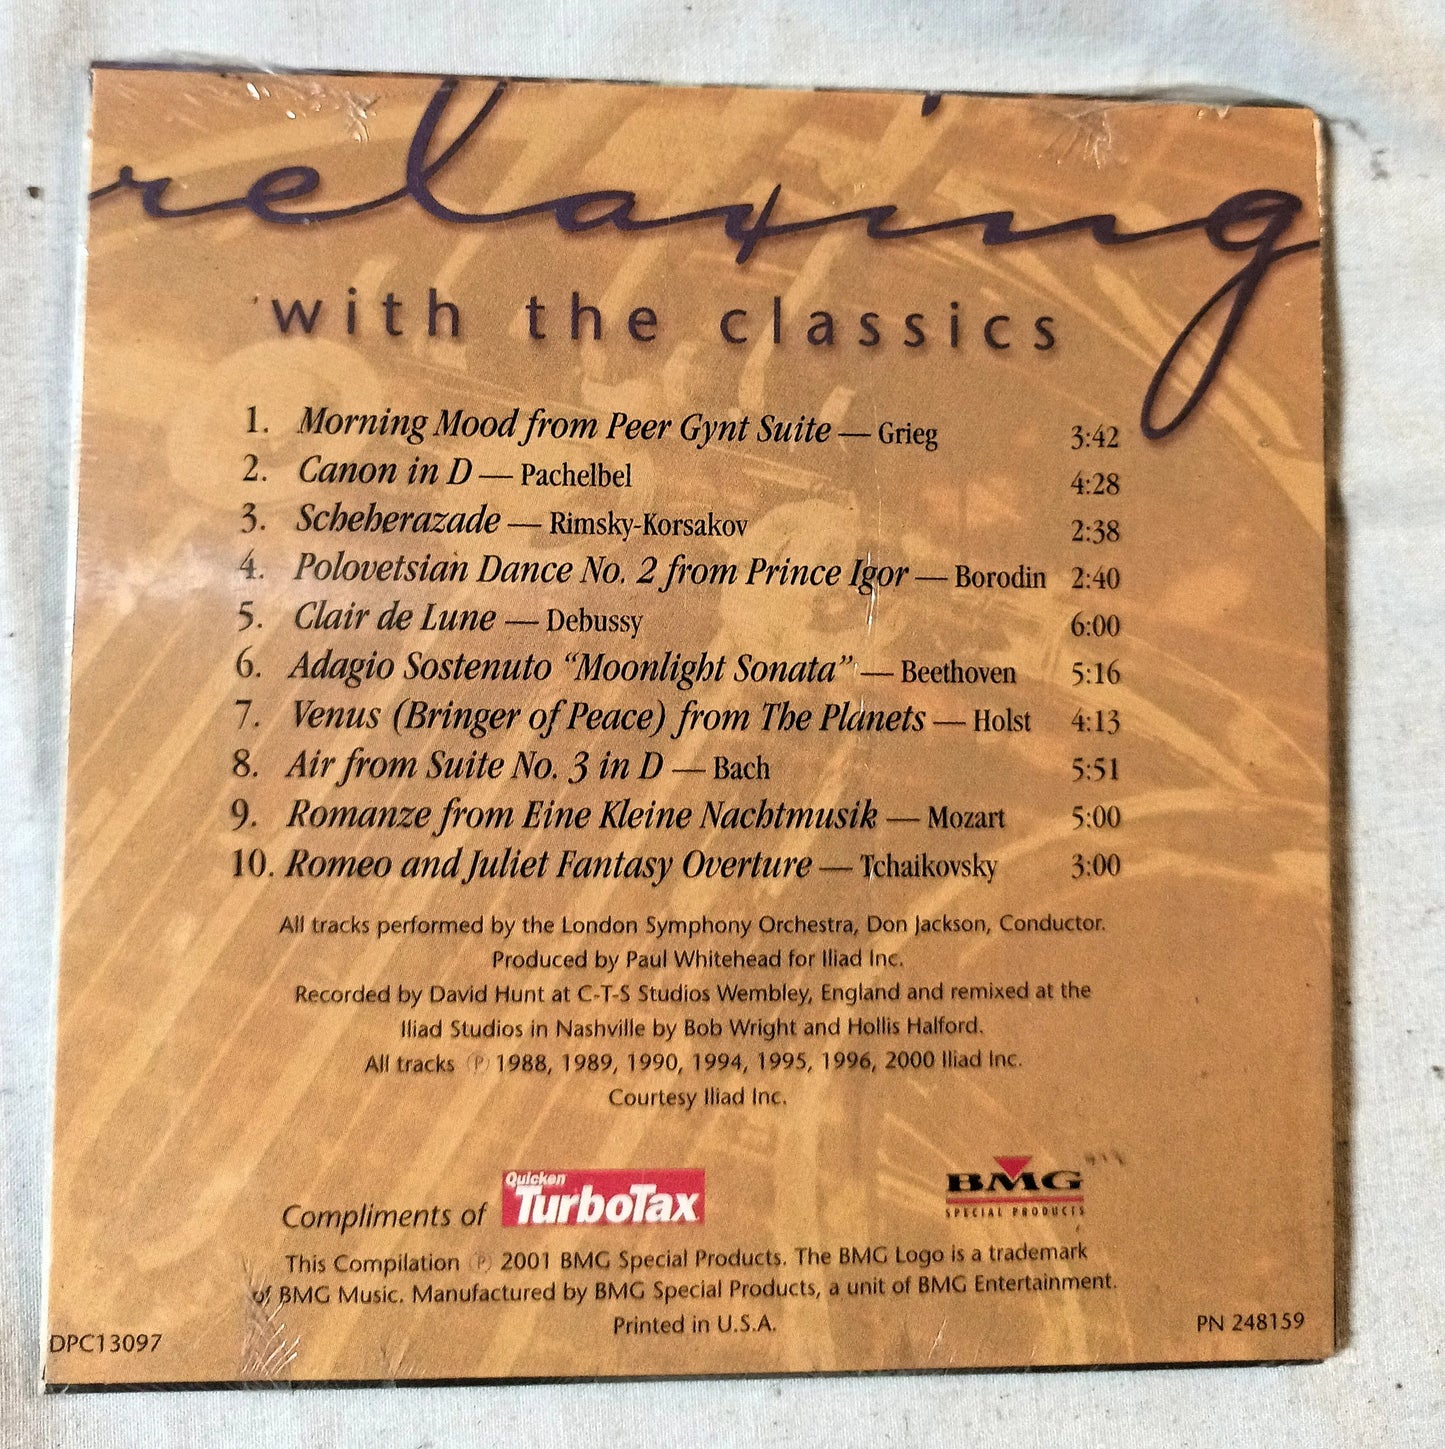 relaxing
with the classics
1. Morning Mood from Peer Gynt Suite — Grieg 3:42
2. Canon in D — Pachelbel 4:28
3. Scheherazade — Rimsky-Korsakov 2:38
4. Polovetsian Dance No. 2 from Prince Igor — Borodin 2:40
5. Clair de Lune — Debussy 6:00
6. Adagio Sostenuto “Moonlight Sonata” — Beethoven 5:16
7. Venus (Bringer of Peace) from The Planets — Holst 4:13
8. Air from Suite No. 3 in D — Bach 5:51
9. Romanze from Eine Kleine Nachtmusik — Mozart 5:00
10. Romeo and Juliet Fantasy Overture — Tchaikovsky 3:00
All tracks performed by the London Symphony Orchestra, Don Jackson, Conductor.
Produced by Paul Whitehead for Iliad Inc.
Recorded by David Hunt at C-T-S Studios Wembley, England and remixed at the
Iliad Studios in Nashville by Bob Wright and Hollis Halford.
All tracks ℗ 1988, 1989, 1990, 1994, 1995, 1996, 2000 Iliad Inc.
Courtesy Iliad Inc.
Compliments of Quicken TurboTax
BMG
SPECIAL PRODUCTS
This Compilation ℗ 2001 BMG Special Products. The BMG Logo is a trademark
of BMG Music. Manufactured by BMG Special Products, a unit of BMG Entertainment.
Printed in U.S.A.
DPC13097
PN 248159